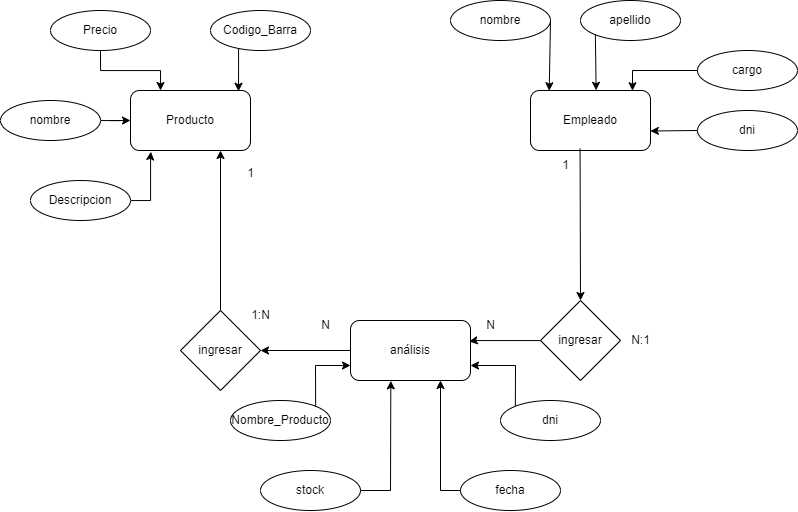 Precio
Codigo_Barra
nombre
apellido
cargo
nombre
Producto
Empleado
dni
Descripcion
1
1
1:N
N
N
ingresar
análisis
ingresar
N:1
Nombre_Producto
dni
stock
fecha